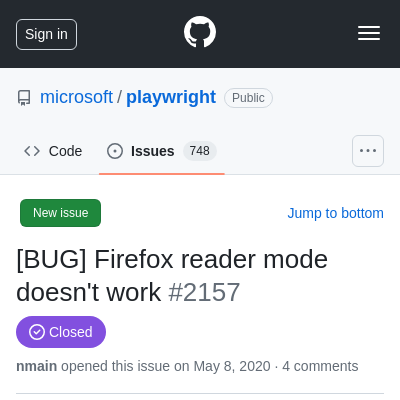 Sign in
microsoft / playwright Public
Code Issues 748
New issue Jump to bottom
[BUG] Firefox reader mode
doesn't work #2157
Closed
nmain opened this issue on May 8, 2020 · 4 comments